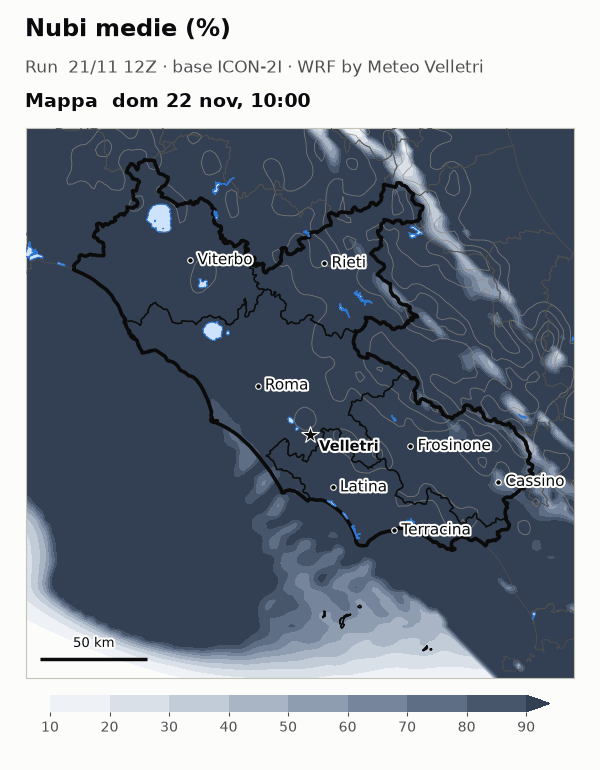 Nubi medie (%)
Run  21/11 12Z · base ICON-2I · WRF by Meteo Velletri
Mappa  dom 22 nov, 10:00
Viterbo
Rieti
Roma
Velletri
Frosinone
Cassino
Latina
Terracina
50 km
10 20 30 40 50 60 70 80 90